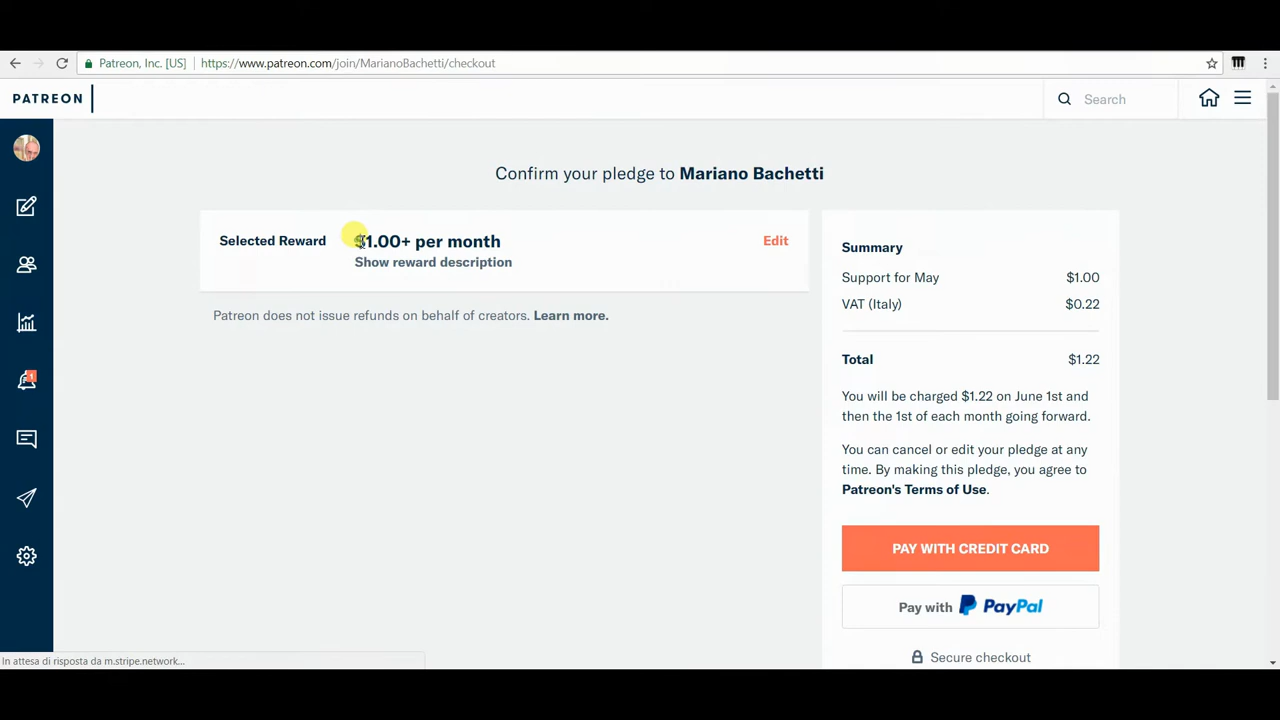 Patreon, Inc. [US]
https://www.patreon.com/join/MarianoBachetti/checkout
PATREON
Search
Confirm your pledge to Mariano Bachetti
Selected Reward
$1.00+ per month
Edit
Show reward description
Patreon does not issue refunds on behalf of creators. Learn more.
1
Summary
Support for May $1.00
VAT (Italy) $0.22
Total $1.22
You will be charged $1.22 on June 1st and
then the 1st of each month going forward.
You can cancel or edit your pledge at any
time. By making this pledge, you agree to
Patreon's Terms of Use.
PAY WITH CREDIT CARD
Pay with PayPal
Secure checkout
In attesa di risposta da m.stripe.network...